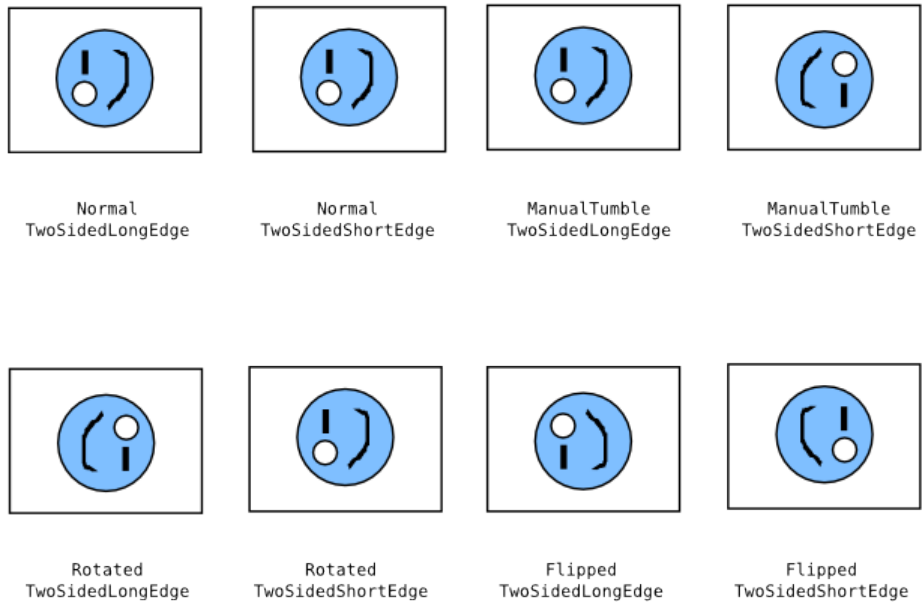 Normal
TwoSidedLongEdge
Normal
TwoSidedShortEdge
ManualTumble
TwoSidedLongEdge
ManualTumble
TwoSidedShortEdge
Rotated
TwoSidedLongEdge
Rotated
TwoSidedShortEdge
Flipped
TwoSidedLongEdge
Flipped
TwoSidedShortEdge